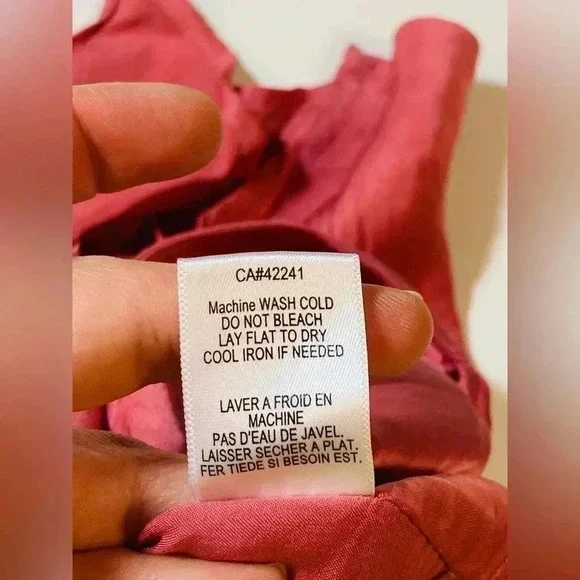 CA#42241
Machine WASH COLD
DO NOT BLEACH
LAY FLAT TO DRY
COOL IRON IF NEEDED
LAVER A FROID EN
MACHINE
PAS D'EAU DE JAVEL.
LAISSER SECHER A PLAT.
FER TIEDE SI BESOIN EST.